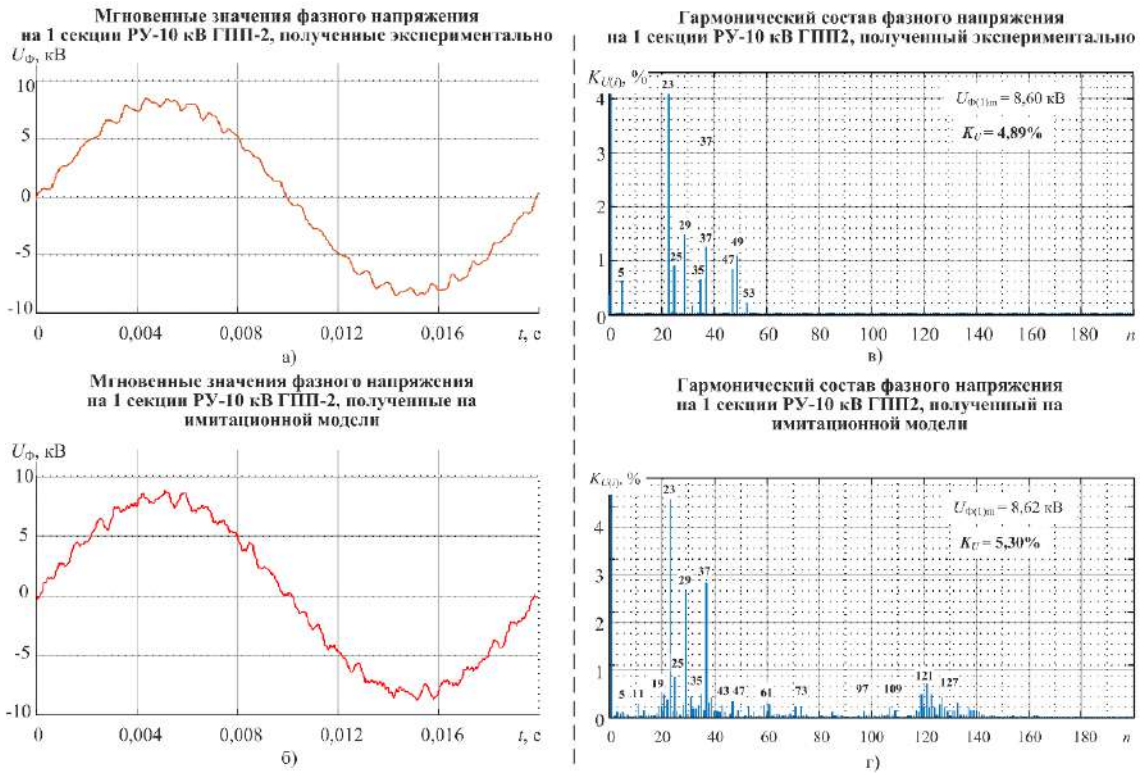 Мгновенные значения фазного напряжения
на 1 секции РУ-10 кВ ГПП-2, полученные экспериментально
U_Ф, кВ
10
5
0
-5
-10
0 0,004 0,008 0,012 0,016 t, с
а)
Гармонический состав фазного напряжения
на 1 секции РУ-10 кВ ГПП2, полученный экспериментально
K_U(i), %
23
U_Ф(1)m = 8,60 кВ
K_U = 4,89%
4
37
3
2
29
37
49
1
5
25
35
47
53
0
0 20 40 60 80 100 120 140 160 180 n
в)
Мгновенные значения фазного напряжения
на 1 секции РУ-10 кВ ГПП-2, полученные на
имитационной модели
U_Ф, кВ
10
5
0
-5
-10
0 0,004 0,008 0,012 0,016 t, с
б)
Гармонический состав фазного напряжения
на 1 секции РУ-10 кВ ГПП2, полученный на
имитационной модели
K_U(i), %
23
U_Ф(1)m = 8,62 кВ
K_U = 5,30%
4
3
29
37
2
1
5 11 19 25 35 43 47 61 73 97 109 121 127
0
0 20 40 60 80 100 120 140 160 180 n
г)